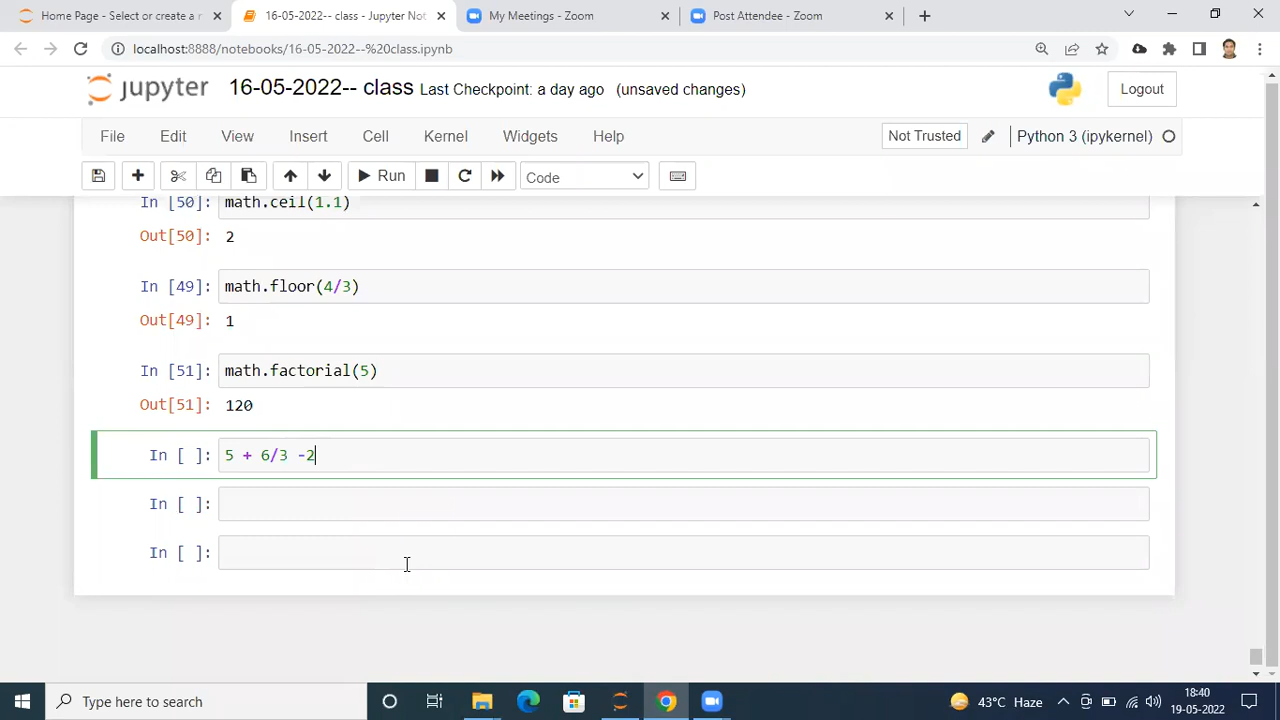 Home Page - Select or create a n
16-05-2022-- class - Jupyter Not
My Meetings - Zoom
Post Attendee - Zoom
localhost:8888/notebooks/16-05-2022--%20class.ipynb
jupyter 16-05-2022-- class Last Checkpoint: a day ago (unsaved changes)
Logout
File Edit View Insert Cell Kernel Widgets Help
Not Trusted
Python 3 (ipykernel)
Run
Code
In [50]: math.ceil(1.1)
Out[50]: 2
In [49]: math.floor(4/3)
Out[49]: 1
In [51]: math.factorial(5)
Out[51]: 120
In [ ]: 5 + 6/3 -2
In [ ]:
In [ ]:
Type here to search
43°C Haze
18:40
19-05-2022